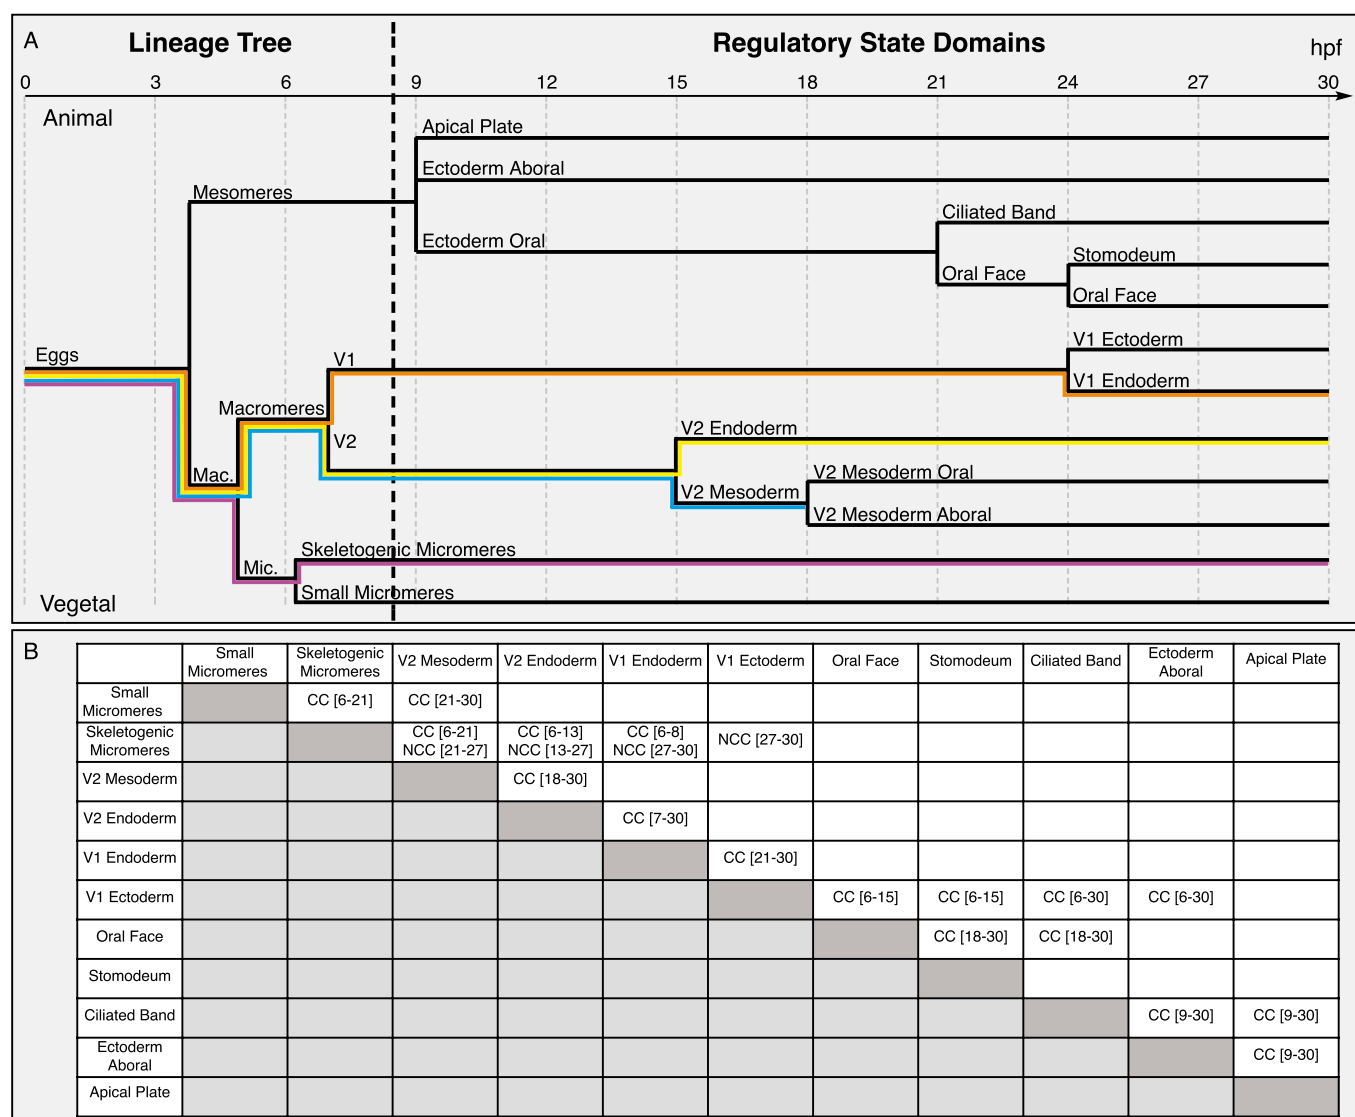 A
Lineage Tree
Regulatory State Domains
hpf
0 3 6 9 12 15 18 21 24 27 30
Animal
Apical Plate
Ectoderm Aboral
Mesomeres
Ciliated Band
Ectoderm Oral
Stomodeum
Oral Face
Oral Face
V1 Ectoderm
Eggs
V1
V1 Endoderm
Macromeres
V2 Endoderm
V2
V2 Mesoderm Oral
Mac.
V2 Mesoderm
V2 Mesoderm Aboral
Skeletogenic Micromeres
Mic.
Small Micromeres
Vegetal
B
Small Micromeres Skeletogenic Micromeres V2 Mesoderm V2 Endoderm V1 Endoderm V1 Ectoderm Oral Face Stomodeum Ciliated Band Ectoderm Aboral Apical Plate
Small Micromeres CC [6-21] CC [21-30]
Skeletogenic Micromeres CC [6-21] NCC [21-27] CC [6-13] NCC [13-27] CC [6-8] NCC [27-30] NCC [27-30]
V2 Mesoderm CC [18-30]
V2 Endoderm CC [7-30]
V1 Endoderm CC [21-30]
V1 Ectoderm CC [6-15] CC [6-15] CC [6-30] CC [6-30]
Oral Face CC [18-30] CC [18-30]
Stomodeum
Ciliated Band CC [9-30] CC [9-30]
Ectoderm Aboral CC [9-30]
Apical Plate